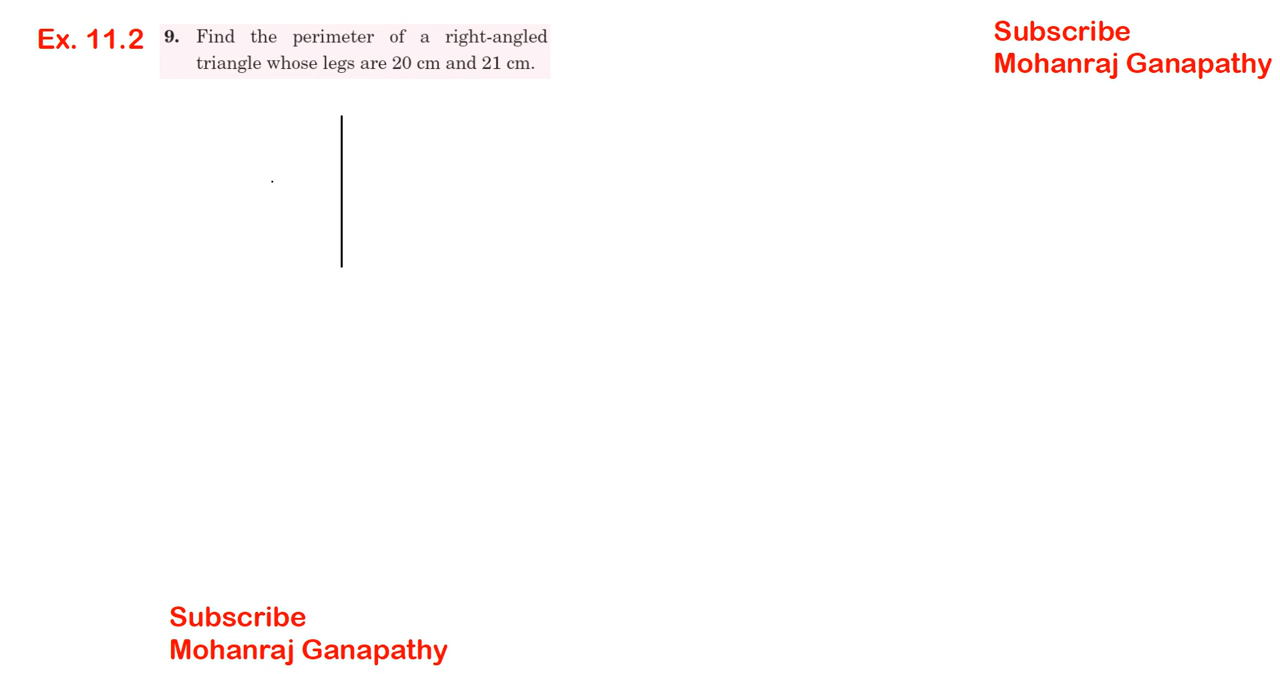 Ex. 11.2
9. Find the perimeter of a right-angled
triangle whose legs are 20 cm and 21 cm.
Subscribe
Mohanraj Ganapathy
Subscribe
Mohanraj Ganapathy